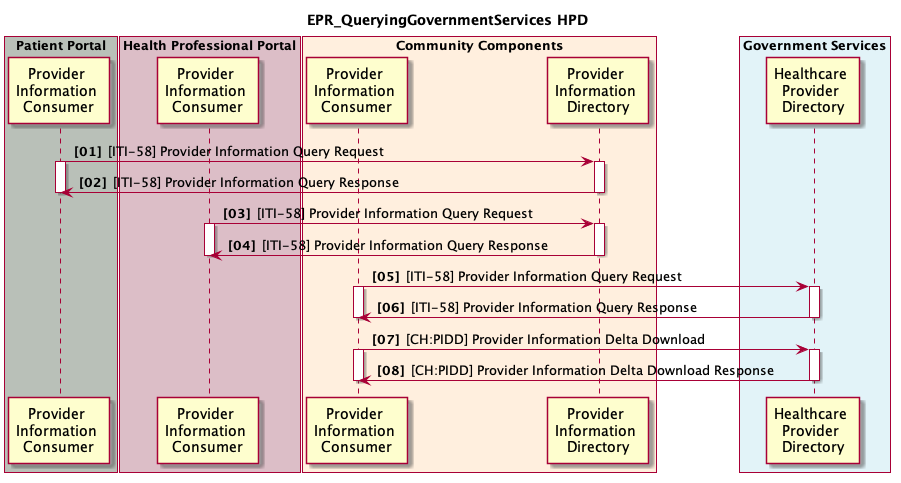 EPR_QueryingGovernmentServices HPD
Patient Portal
Health Professional Portal
Community Components
Government Services
Provider
Information
Consumer
Provider
Information
Consumer
Provider
Information
Consumer
Provider
Information
Directory
Healthcare
Provider
Directory
[01] [ITI-58] Provider Information Query Request
[02] [ITI-58] Provider Information Query Response
[03] [ITI-58] Provider Information Query Request
[04] [ITI-58] Provider Information Query Response
[05] [ITI-58] Provider Information Query Request
[06] [ITI-58] Provider Information Query Response
[07] [CH:PIDD] Provider Information Delta Download
[08] [CH:PIDD] Provider Information Delta Download Response
Provider
Information
Consumer
Provider
Information
Consumer
Provider
Information
Consumer
Provider
Information
Directory
Healthcare
Provider
Directory